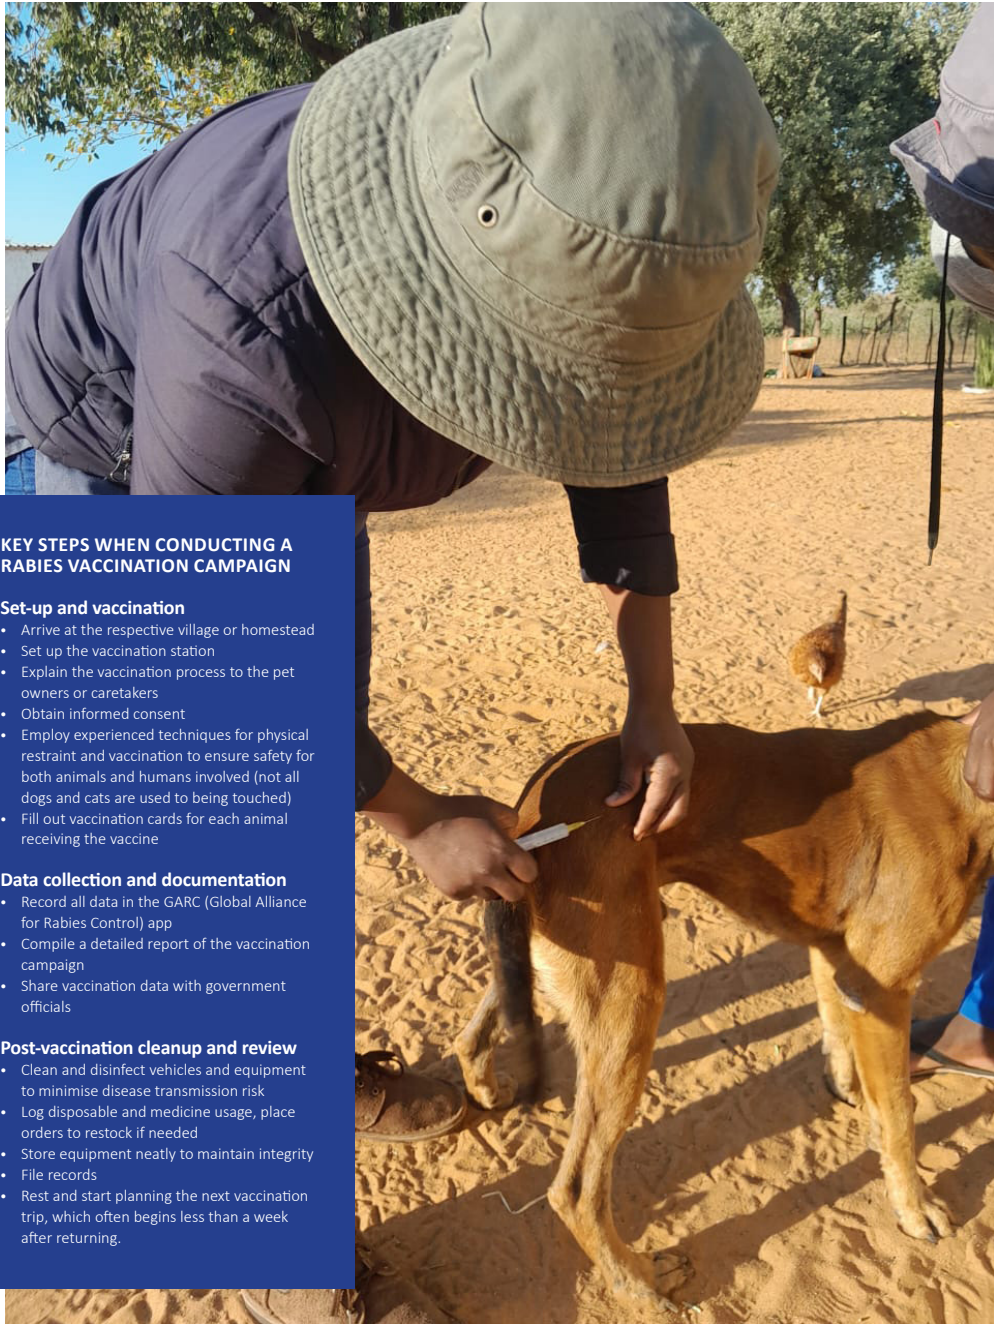 KEY STEPS WHEN CONDUCTING A
RABIES VACCINATION CAMPAIGN
Set-up and vaccination
• Arrive at the respective village or homestead
• Set up the vaccination station
• Explain the vaccination process to the pet
owners or caretakers
• Obtain informed consent
• Employ experienced techniques for physical
restraint and vaccination to ensure safety for
both animals and humans involved (not all
dogs and cats are used to being touched)
• Fill out vaccination cards for each animal
receiving the vaccine
Data collection and documentation
• Record all data in the GARC (Global Alliance
for Rabies Control) app
• Compile a detailed report of the vaccination
campaign
• Share vaccination data with government
officials
Post-vaccination cleanup and review
• Clean and disinfect vehicles and equipment
to minimise disease transmission risk
• Log disposable and medicine usage, place
orders to restock if needed
• Store equipment neatly to maintain integrity
• File records
• Rest and start planning the next vaccination
trip, which often begins less than a week
after returning.